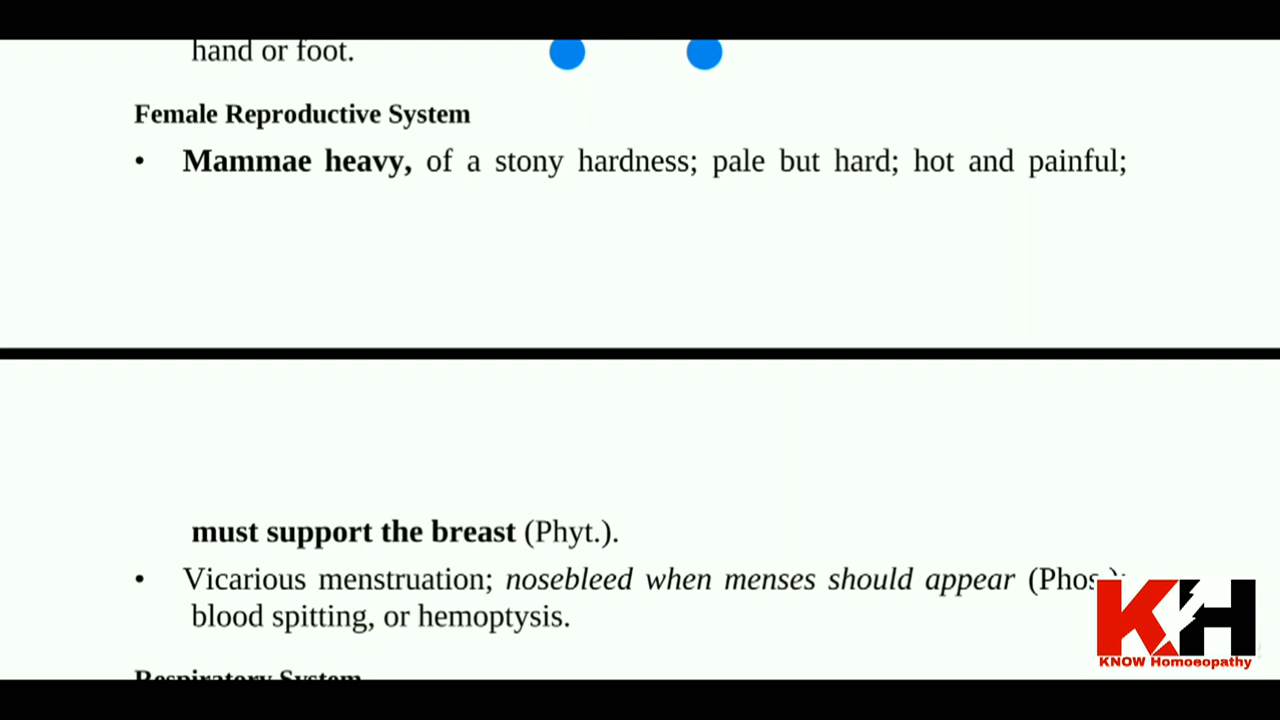 hand or foot.
Female Reproductive System
• Mammae heavy, of a stony hardness; pale but hard; hot and painful;
must support the breast (Phyt.).
• Vicarious menstruation; nosebleed when menses should appear (Phos.);
blood spitting, or hemoptysis.
Respiratory System
KH
KNOW Homoeopathy